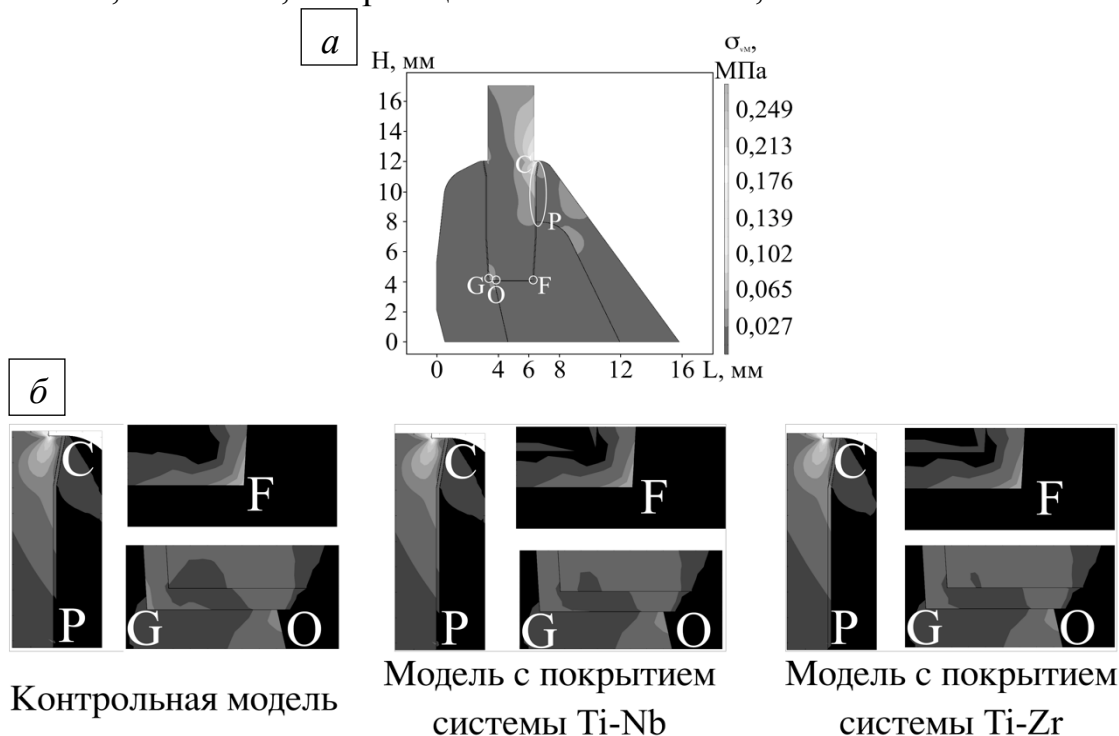 а
H, мм
σᵥₘ,
МПа
16
14
12
10
8
6
4
2
0
0 4 6 8 12 16 L, мм
0,249
0,213
0,176
0,139
0,102
0,065
0,027
C
P
G
O
F
б
C
P
F
G O
C
P
F
G O
C
P
F
G O
Контрольная модель
Модель с покрытием
системы Ti-Nb
Модель с покрытием
системы Ti-Zr